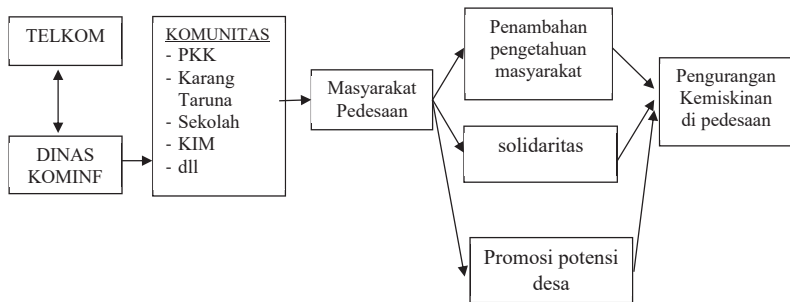 TELKOM
DINAS
KOMINF
KOMUNITAS
- PKK
- Karang
Taruna
- Sekolah
- KIM
- dll
Masyarakat
Pedesaan
Penambahan
pengetahuan
masyarakat
solidaritas
Promosi potensi
desa
Pengurangan
Kemiskinan
di pedesaan